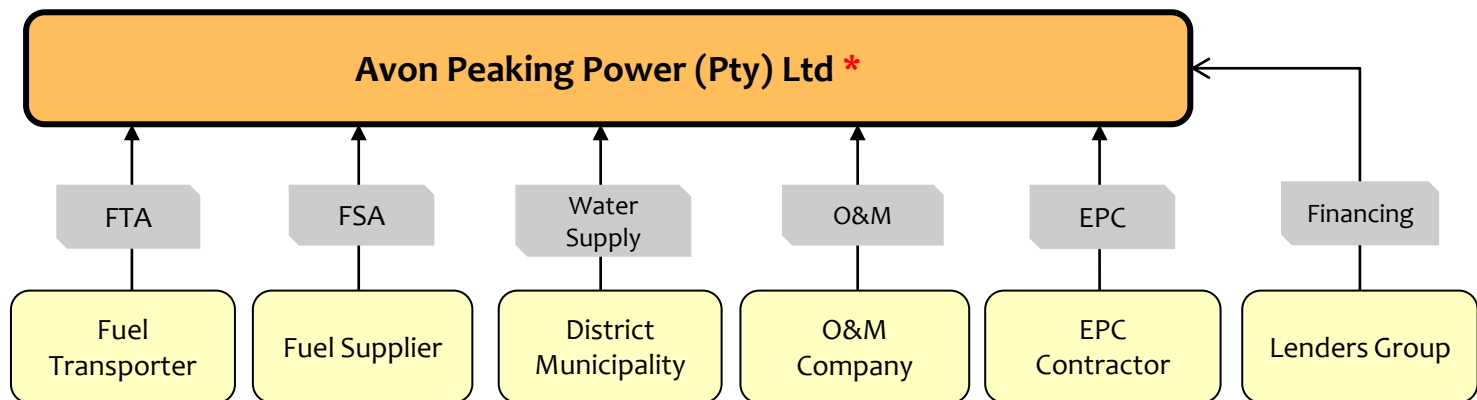 Avon Peaking Power (Pty) Ltd *
FTA
FSA
Water
Supply
O&M
EPC
Financing
Fuel
Transporter
Fuel Supplier
District
Municipality
O&M
Company
EPC
Contractor
Lenders Group